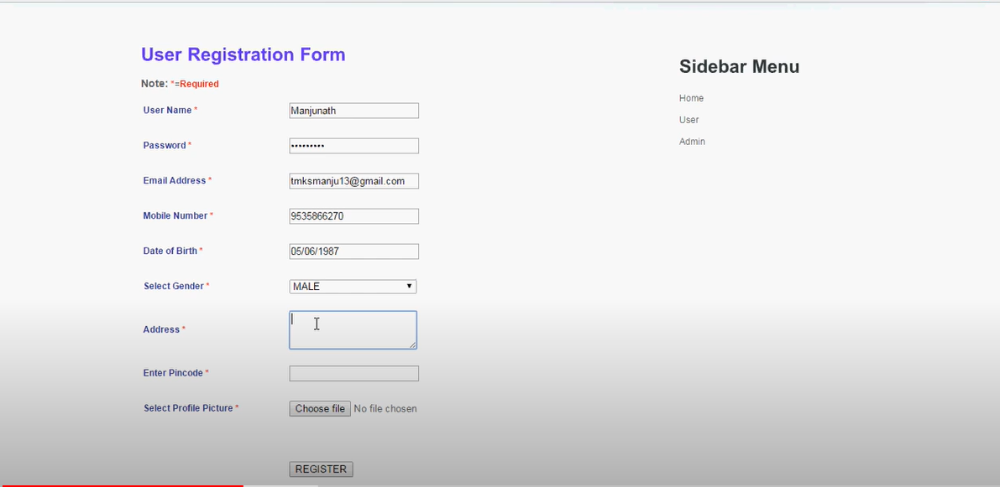 User Registration Form
Note: *=Required
User Name * Manjunath
Password * •••••••••
Email Address * tmksmanju13@gmail.com
Mobile Number * 9535866270
Date of Birth * 05/06/1987
Select Gender * MALE
Address *
Enter Pincode *
Select Profile Picture * Choose file No file chosen
REGISTER
Sidebar Menu
Home
User
Admin